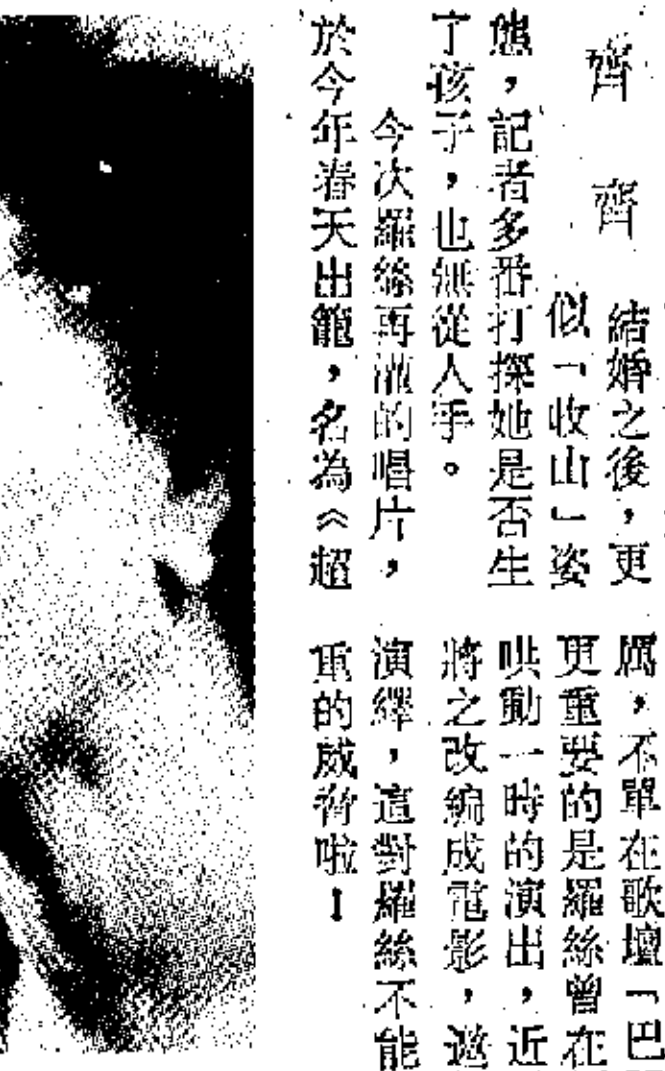 齊 齊
結婚之後，更
似「收山」姿
態，記者多番打探她是否生
了孩子，也無從人手。
今次羅絲再灌的唱片，
於今年春天出籠，名為《超
厲，不單在歌壇「巴
更重要的是羅絲曾在
哄動一時的演出，近
將之改編成電影，邀
演繹，這對羅絲不能
重的威脅啦！